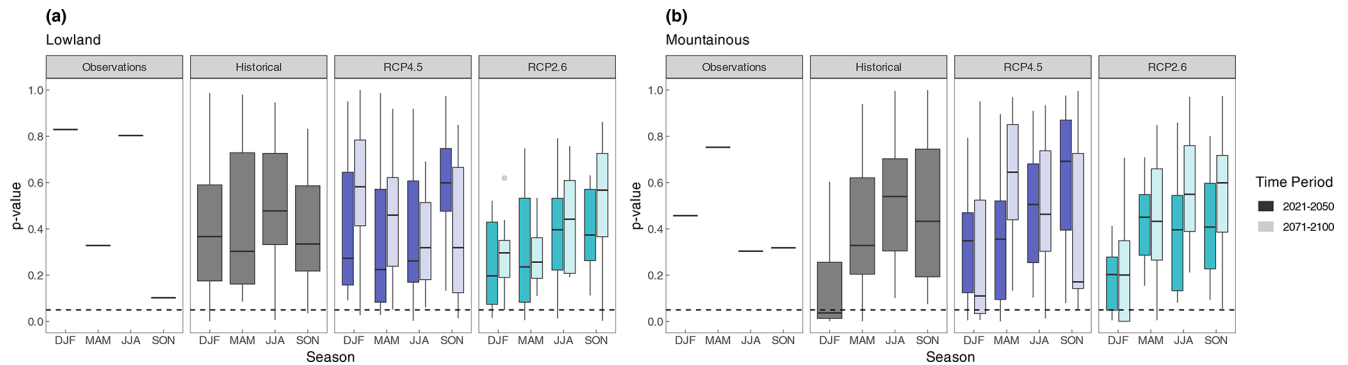 (a)
Lowland
Observations
Historical
RCP4.5
RCP2.6
p-value
1.0
0.8
0.6
0.4
0.2
0.0
DJF MAM JJA SON
DJF MAM JJA SON
DJF MAM JJA SON
DJF MAM JJA SON
Season
(b)
Mountainous
Observations
Historical
RCP4.5
RCP2.6
p-value
1.0
0.8
0.6
0.4
0.2
0.0
DJF MAM JJA SON
DJF MAM JJA SON
DJF MAM JJA SON
DJF MAM JJA SON
Season
Time Period
2021-2050
2071-2100